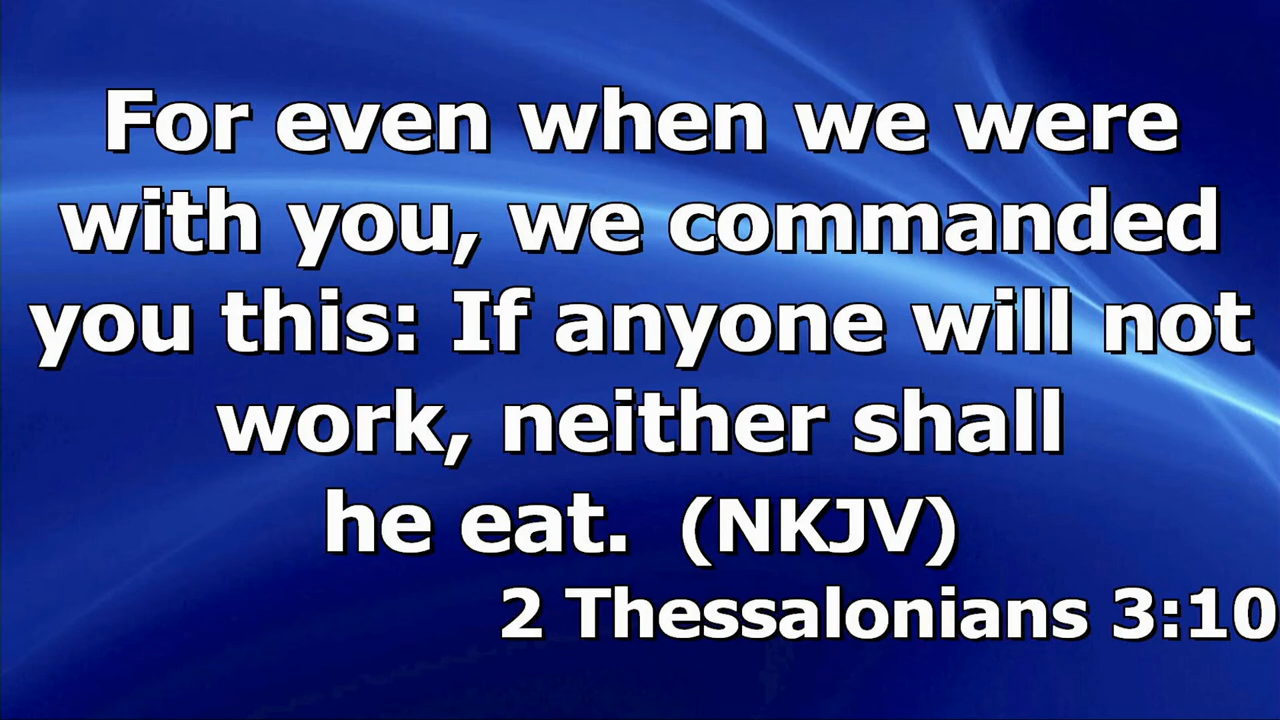 For even when we were
with you, we commanded
you this: If anyone will not
work, neither shall
he eat.  (NKJV)
2 Thessalonians 3:10